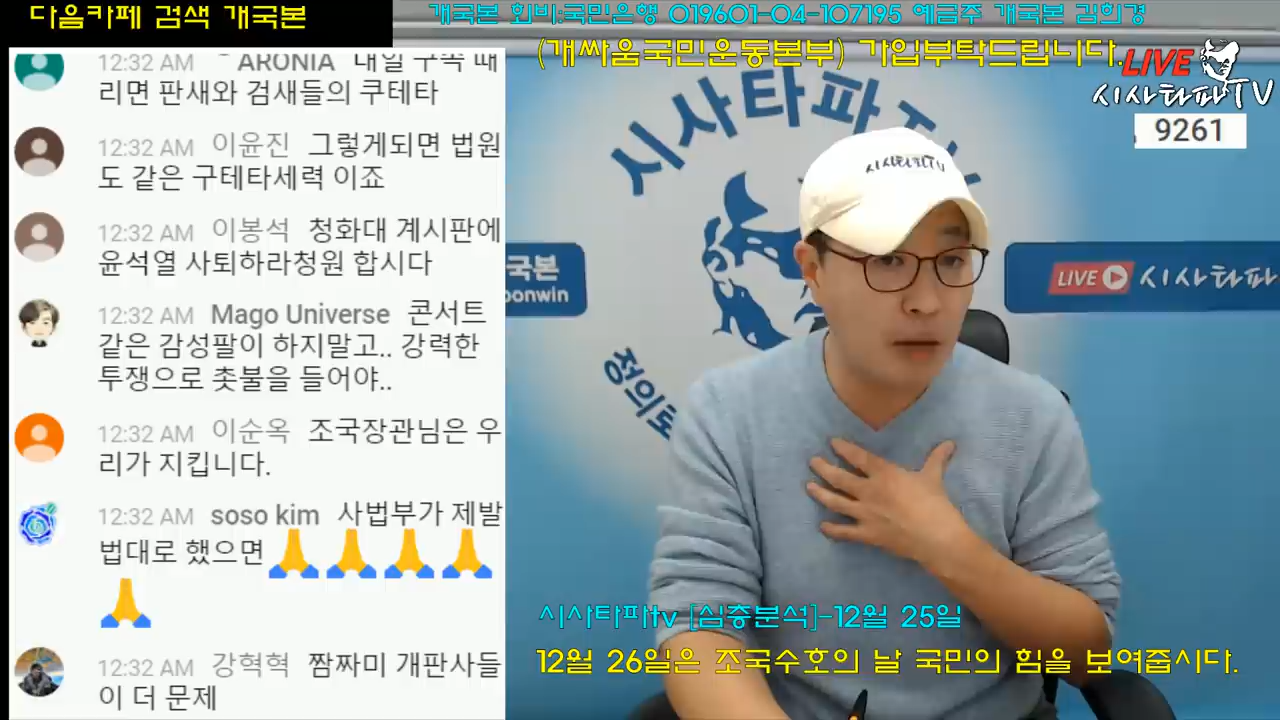 다음카페 검색 개국본
개국본 회비:국민은행 019601-04-107195 예금주 개국본 김희경
(개싸움국민운동본부) 가입부탁드립니다.
LIVE
시사타파TV
9261
12:32 AM ARONIA 내일 구속 때
리면 판새와 검새들의 쿠테타
12:32 AM 이윤진 그렇게되면 법원
도 같은 구테타세력 이죠
12:32 AM 이봉석 청화대 계시판에
윤석열 사퇴하라청원 합시다
12:32 AM Mago Universe 콘서트
같은 감성팔이 하지말고.. 강력한
투쟁으로 촛불을 들어야..
12:32 AM 이순옥 조국장관님은 우
리가 지킵니다.
12:32 AM soso kim 사법부가 제발
법대로 했으면🙏🙏🙏🙏
🙏
12:32 AM 강혁혁 짬짜미 개판사들
이 더 문제
시사타파
시사타파TV
국본
oonwin
LIVE 시사타파
정의로
시사타파tv [심층분석]-12월 25일
12월 26일은 조국수호의 날 국민의 힘을 보여줍시다.